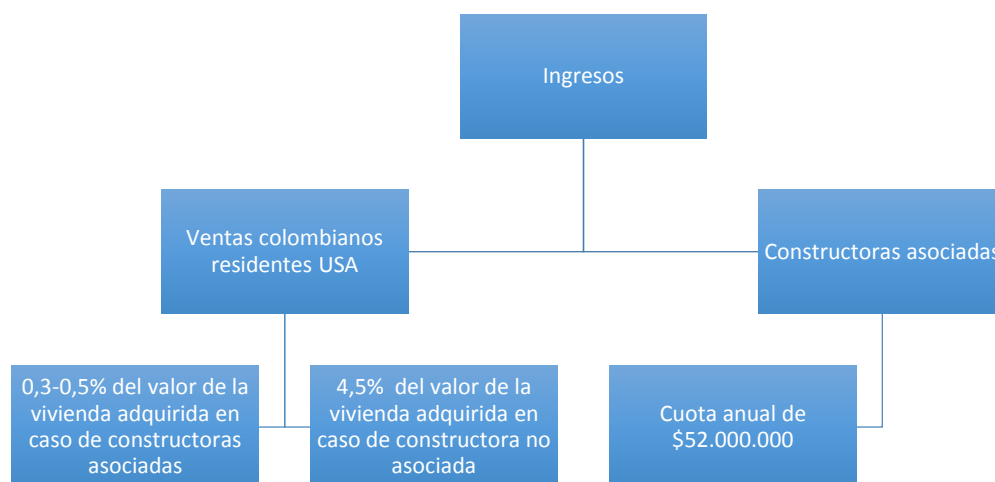 Ingresos
Ventas colombianos
residentes USA
Constructoras asociadas
0,3-0,5% del valor de la
vivienda adquirida en
caso de constructoras
asociadas
4,5% del valor de la
vivienda adquirida en
caso de constructora no
asociada
Cuota anual de
$52.000.000